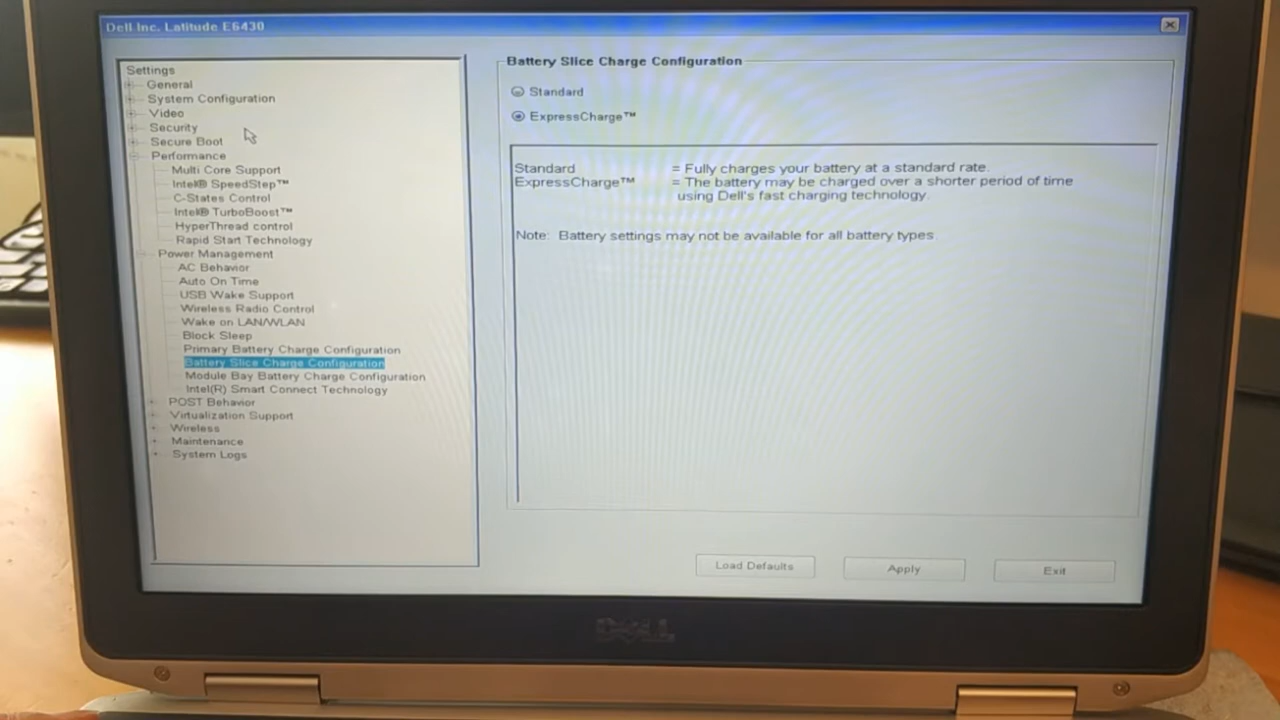 Dell Inc. Latitude E6430
Settings
General
System Configuration
Video
Security
Secure Boot
Performance
Multi Core Support
Intel® SpeedStep™
C-States Control
Intel® TurboBoost™
HyperThread control
Rapid Start Technology
Power Management
AC Behavior
Auto On Time
USB Wake Support
Wireless Radio Control
Wake on LAN/WLAN
Block Sleep
Primary Battery Charge Configuration
Battery Slice Charge Configuration
Module Bay Battery Charge Configuration
Intel(R) Smart Connect Technology
POST Behavior
Virtualization Support
Wireless
Maintenance
System Logs
Battery Slice Charge Configuration
Standard
ExpressCharge™
Standard = Fully charges your battery at a standard rate.
ExpressCharge™ = The battery may be charged over a shorter period of time
using Dell's fast charging technology.
Note: Battery settings may not be available for all battery types.
Load Defaults Apply Exit
DELL